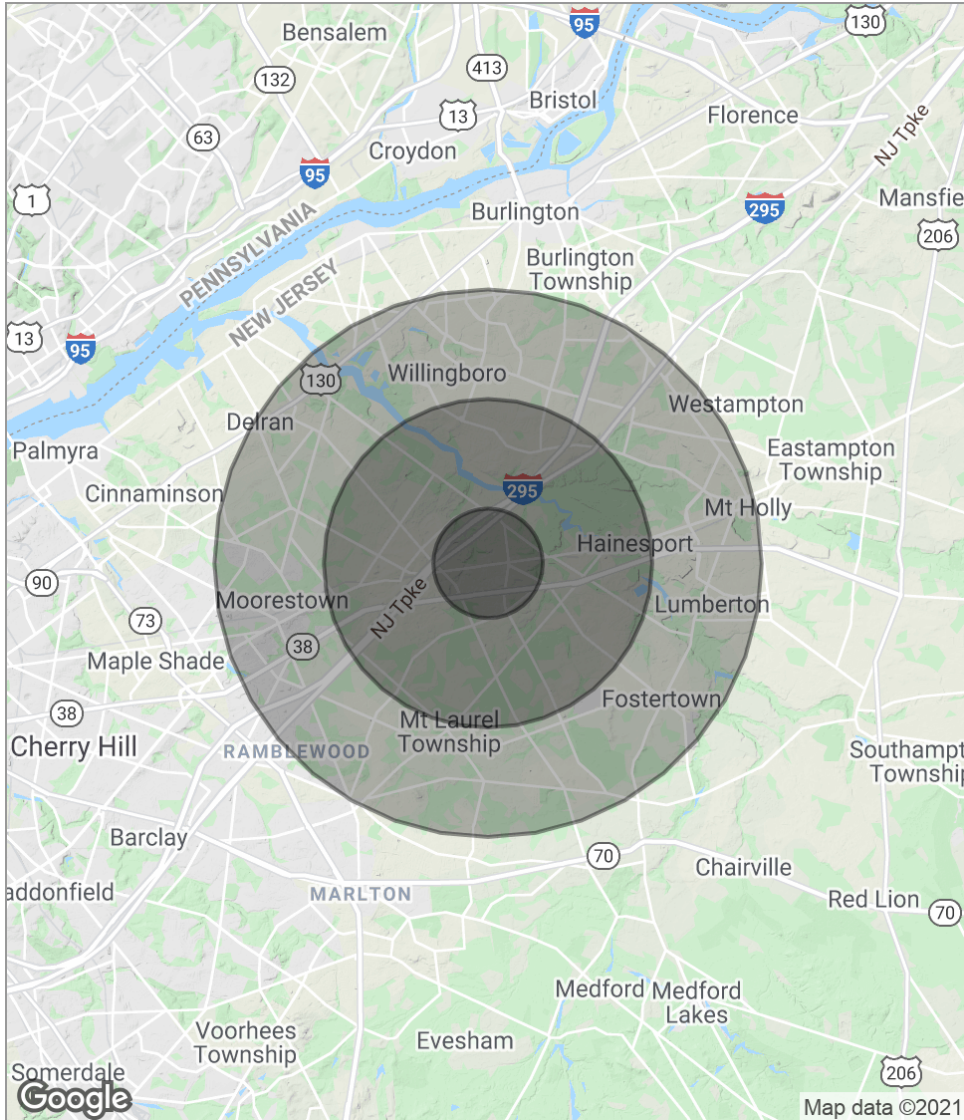 130
95
Bensalem
132
413
Bristol
13
Florence
63
Croydon
95
NJ Tpke
1
Mansfie
PENNSYLVANIA
Burlington
295
206
NEW JERSEY
Burlington
Township
13
95
130
Willingboro
Westampton
Delran
Palmyra
Eastampton
Township
Cinnaminson
295
Mt Holly
Hainesport
90
NJ Tpke
Moorestown
Lumberton
73
38
Maple Shade
Fostertown
38
Mt Laurel
Township
Cherry Hill
RAMBLEWOOD
Southampt
Township
Barclay
70
Chairville
addonfield
MARLTON
Red Lion
70
Medford
Medford
Lakes
Voorhees
Township
Evesham
Somerdale
206
Google
Map data ©2021